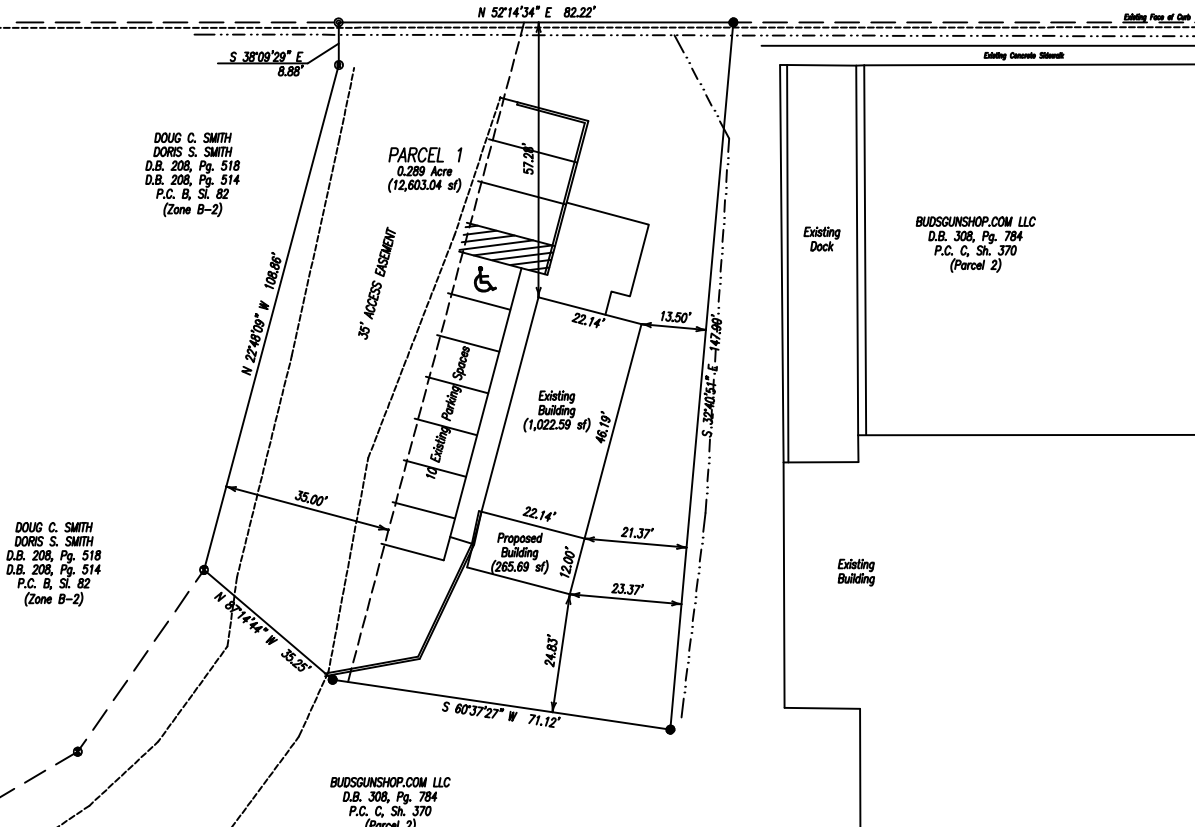 N 52°14'34" E 82.22'
Existing Face of Curb
S 38°09'29" E
8.88'
Existing Concrete Sidewalk
DOUG C. SMITH
DORIS S. SMITH
D.B. 208, Pg. 518
D.B. 208, Pg. 514
P.C. B, Sl. 82
(Zone B-2)
PARCEL 1
0.289 Acre
(12,603.04 sf)
57.28'
35' ACCESS EASEMENT
N 22°48'09" W 108.86'
Existing
Dock
BUDSGUNSHOP.COM LLC
D.B. 308, Pg. 784
P.C. C, Sh. 370
(Parcel 2)
22.14'
13.50'
S 32°40'51" E 147.99'
10 Existing Parking Spaces
Existing
Building
(1,022.59 sf)
46.19'
35.00'
22.14'
21.37'
Proposed
Building
(265.69 sf)
12.00'
23.37'
DOUG C. SMITH
DORIS S. SMITH
D.B. 208, Pg. 518
D.B. 208, Pg. 514
P.C. B, Sl. 82
(Zone B-2)
Existing
Building
N 87°14'44" W 35.25'
24.83'
S 60°37'27" W 71.12'
BUDSGUNSHOP.COM LLC
D.B. 308, Pg. 784
P.C. C, Sh. 370
(Parcel 2)